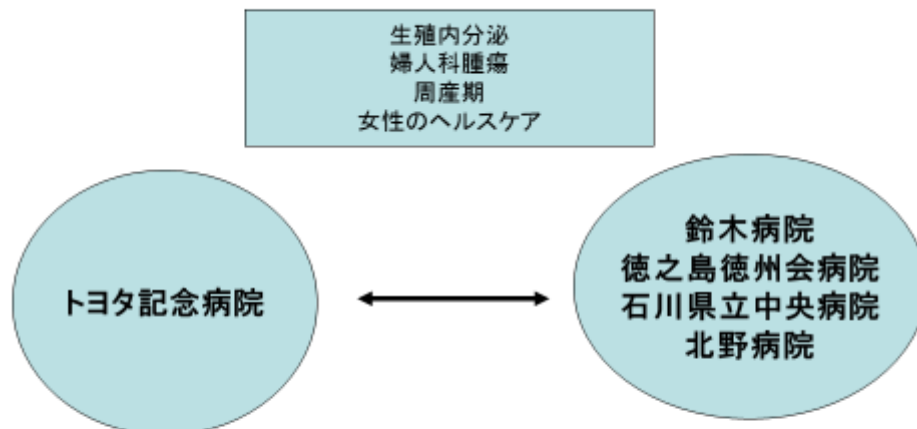 生殖内分泌
婦人科腫瘍
周産期
女性のヘルスケア
トヨタ記念病院
鈴木病院
徳之島徳州会病院
石川県立中央病院
北野病院